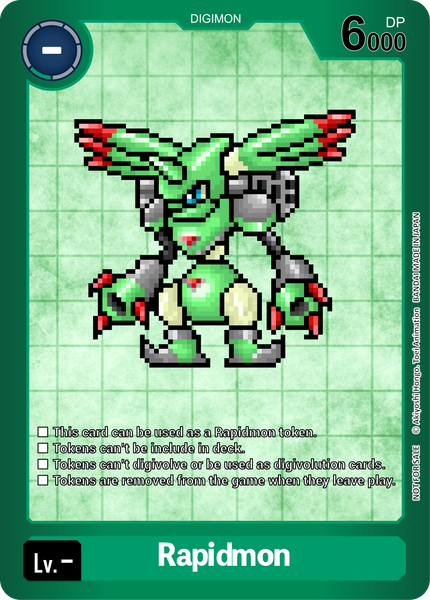 DIGIMON
-
DP
6000
□ This card can be used as a Rapidmon token.
□ Tokens can't be include in deck.
□ Tokens can't digivolve or be used as digivolution cards.
□ Tokens are removed from the game when they leave play.
NOT FOR SALE © Akiyoshi Hongo, Toei Animation BANDAI MADE IN JAPAN
Lv.-
Rapidmon